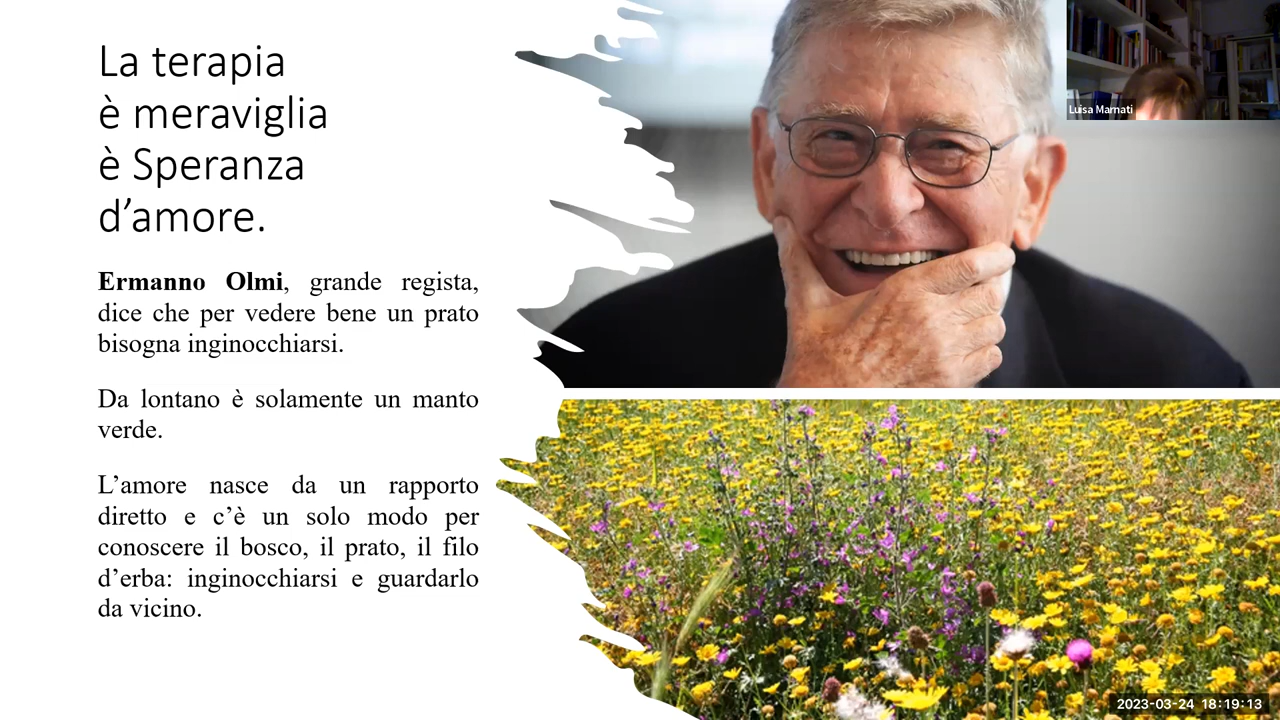 La terapia
è meraviglia
è Speranza
d’amore.
Ermanno Olmi, grande regista,
dice che per vedere bene un prato
bisogna inginocchiarsi.
Da lontano è solamente un manto
verde.
L’amore nasce da un rapporto
diretto e c’è un solo modo per
conoscere il bosco, il prato, il filo
d’erba: inginocchiarsi e guardarlo
da vicino.
Luisa Marnati
2023-03-24 18:19:13